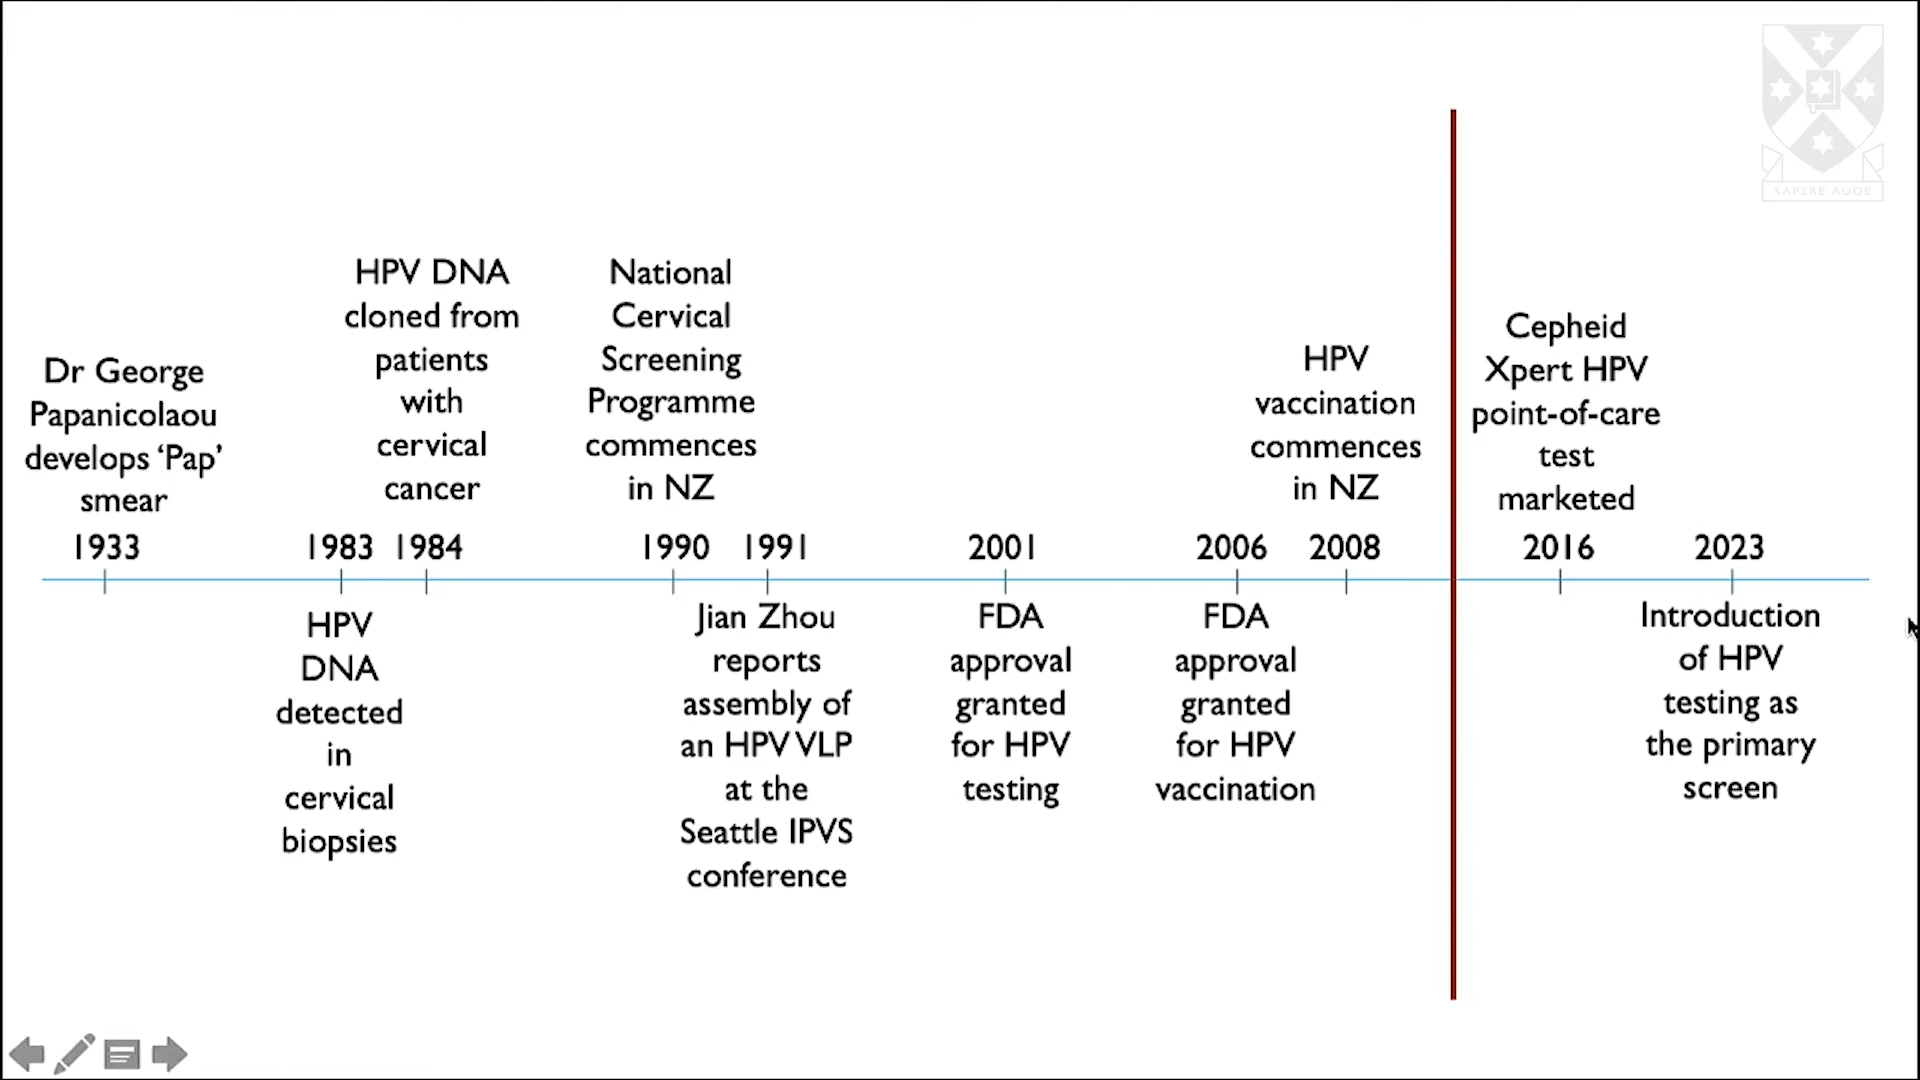 SAPERE AUDE
Dr George
Papanicolaou
develops ‘Pap’
smear
1933
HPV
DNA
detected
in
cervical
biopsies
1983
HPV DNA
cloned from
patients
with
cervical
cancer
1984
National
Cervical
Screening
Programme
commences
in NZ
1990
1991
Jian Zhou
reports
assembly of
an HPV VLP
at the
Seattle IPVS
conference
2001
FDA
approval
granted
for HPV
testing
2006
FDA
approval
granted
for HPV
vaccination
HPV
vaccination
commences
in NZ
2008
Cepheid
Xpert HPV
point-of-care
test
marketed
2016
2023
Introduction
of HPV
testing as
the primary
screen